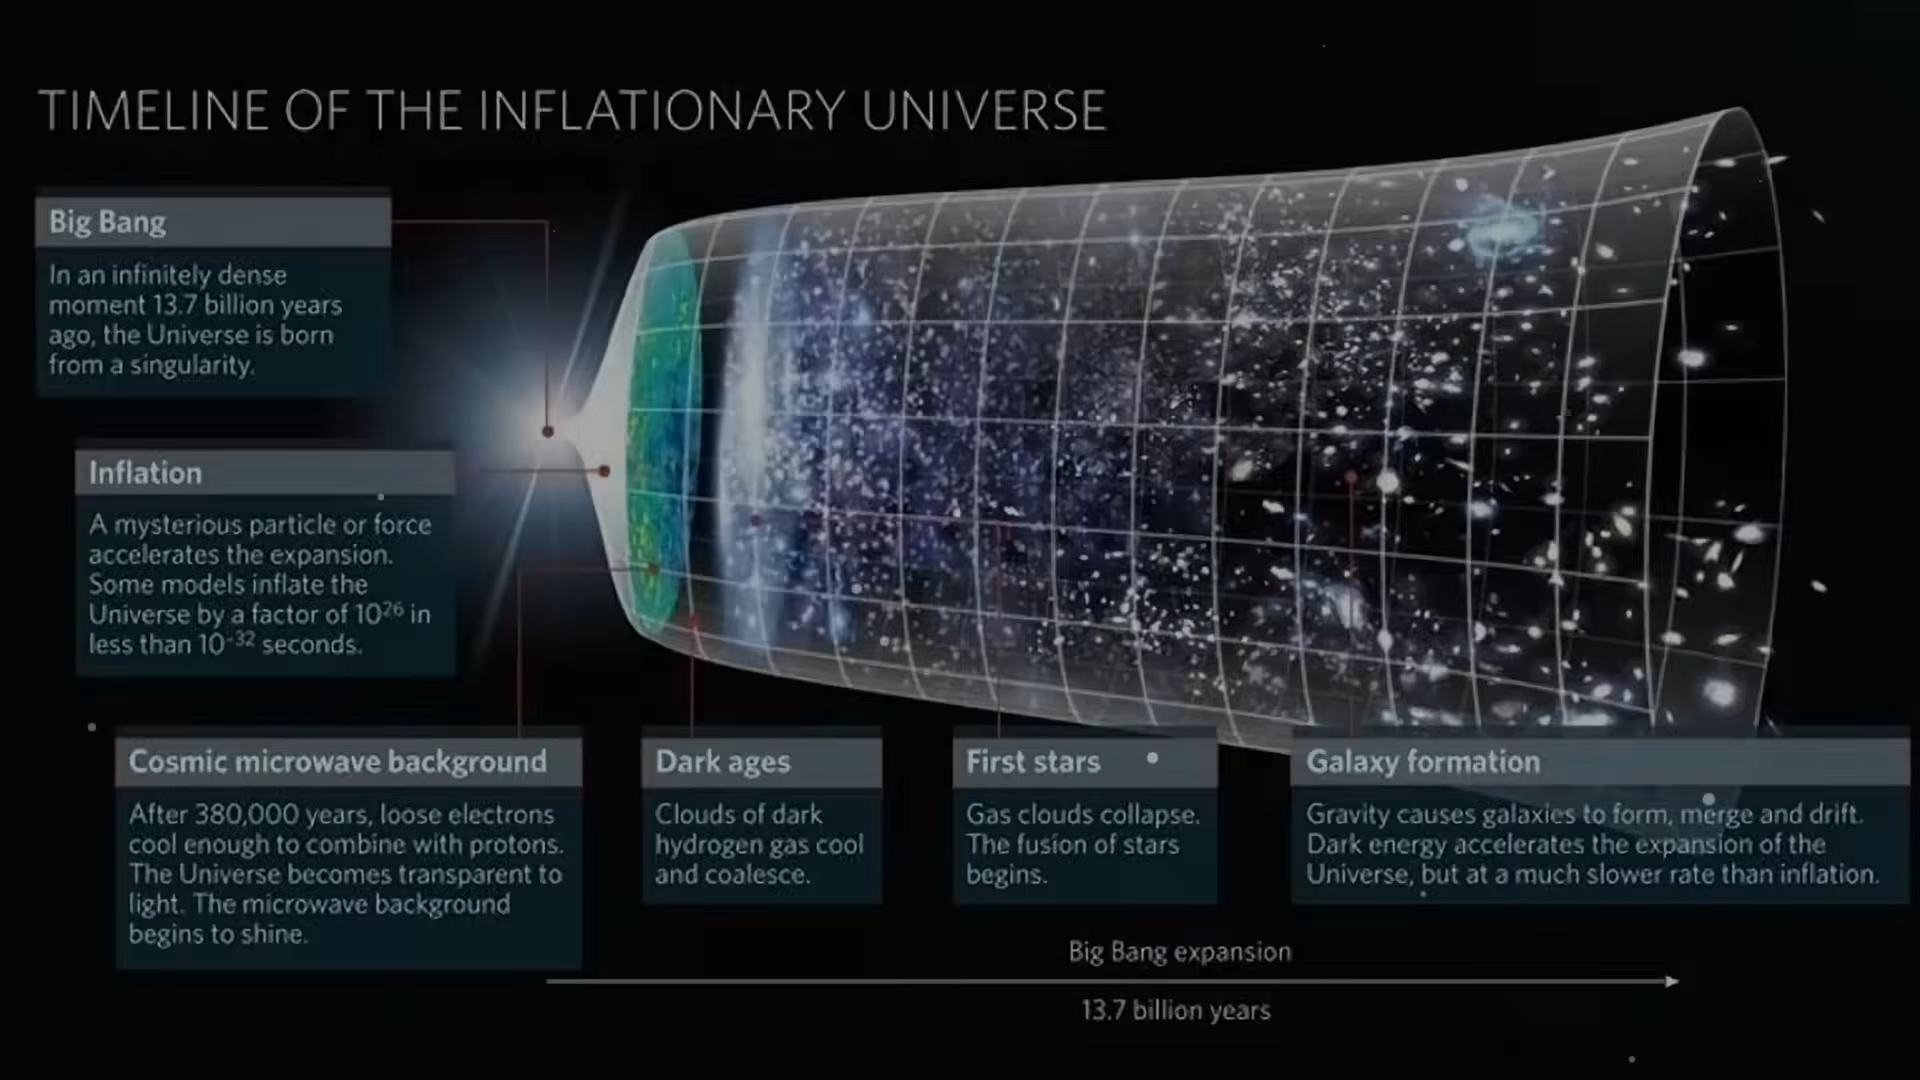 TIMELINE OF THE INFLATIONARY UNIVERSE
Big Bang
In an infinitely dense
moment 13.7 billion years
ago, the Universe is born
from a singularity.
Inflation
A mysterious particle or force
accelerates the expansion.
Some models inflate the
Universe by a factor of 10²⁶ in
less than 10⁻³² seconds.
Cosmic microwave background
After 380,000 years, loose electrons
cool enough to combine with protons.
The Universe becomes transparent to
light. The microwave background
begins to shine.
Dark ages
Clouds of dark
hydrogen gas cool
and coalesce.
First stars
Gas clouds collapse.
The fusion of stars
begins.
Galaxy formation
Gravity causes galaxies to form, merge and drift.
Dark energy accelerates the expansion of the
Universe, but at a much slower rate than inflation.
Big Bang expansion
13.7 billion years